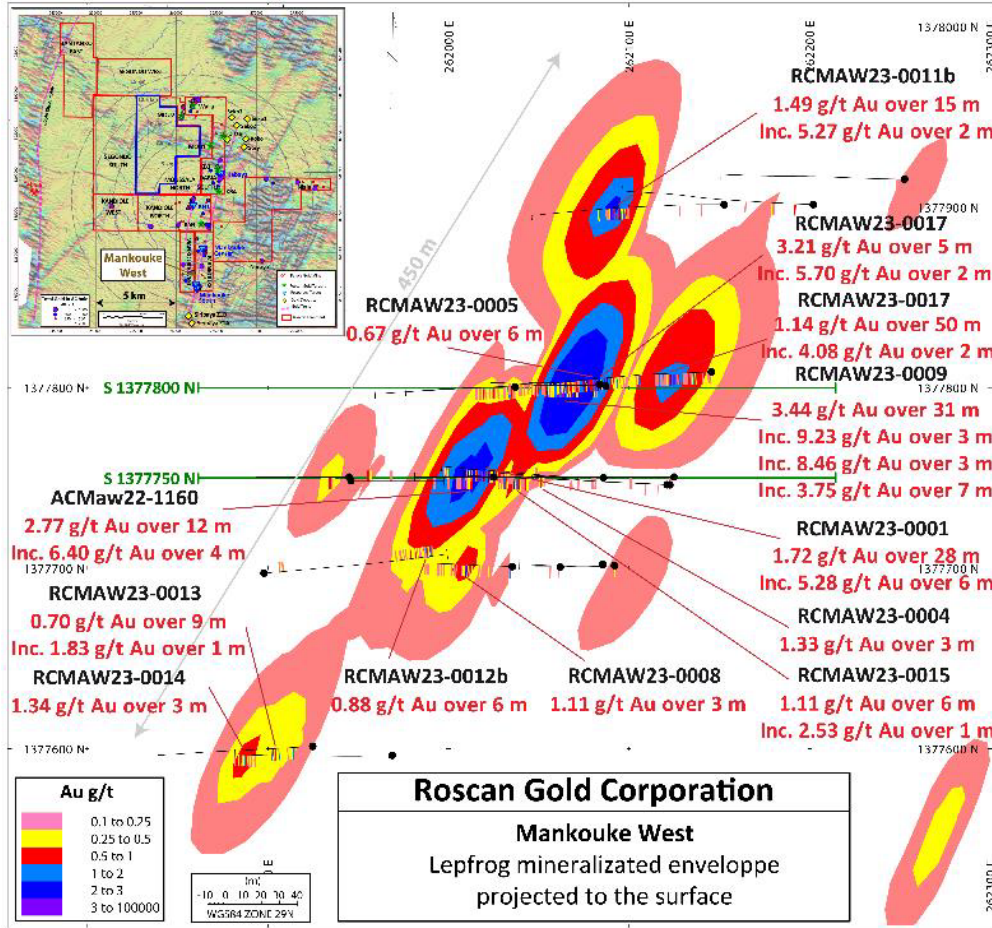 262000 E
262100 E
262200 E
1378000 N
RCMAW23-0011b
1.49 g/t Au over 15 m
Inc. 5.27 g/t Au over 2 m
1377900 N
RCMAW23-0017
3.21 g/t Au over 5 m
Inc. 5.70 g/t Au over 2 m
RCMAW23-0017
1.14 g/t Au over 50 m
Inc. 4.08 g/t Au over 2 m
450 m
Mankouke
West
5 km
RCMAW23-0005
0.67 g/t Au over 6 m
1377800 N
S 1377800 N
1377800 N
RCMAW23-0009
3.44 g/t Au over 31 m
Inc. 9.23 g/t Au over 3 m
Inc. 8.46 g/t Au over 3 m
Inc. 3.75 g/t Au over 7 m
S 1377750 N
ACMaw22-1160
2.77 g/t Au over 12 m
Inc. 6.40 g/t Au over 4 m
RCMAW23-0001
1.72 g/t Au over 28 m
Inc. 5.28 g/t Au over 6 m
1377700 N
1377700 N
RCMAW23-0013
0.70 g/t Au over 9 m
Inc. 1.83 g/t Au over 1 m
RCMAW23-0004
1.33 g/t Au over 3 m
RCMAW23-0014
1.34 g/t Au over 3 m
RCMAW23-0012b
0.88 g/t Au over 6 m
RCMAW23-0008
1.11 g/t Au over 3 m
RCMAW23-0015
1.11 g/t Au over 6 m
Inc 2.53 g/t Au over 1 m
1377600 N
1377600 N
Au g/t
0.1 to 0.25
0.25 to 0.5
0.5 to 1
1 to 2
2 to 3
3 to 100000
(m)
-10 0 10 20 30 40
WGS84 ZONE 29N
Roscan Gold Corporation
Mankouke West
Lepfrog mineralizated enveloppe
projected to the surface